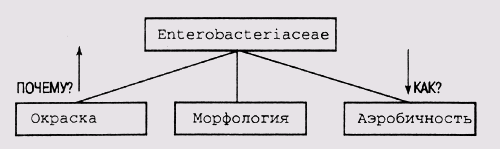 Enterobacteriaceae
ПОЧЕМУ?
КАК?
Окраска
Морфология
Аэробичность